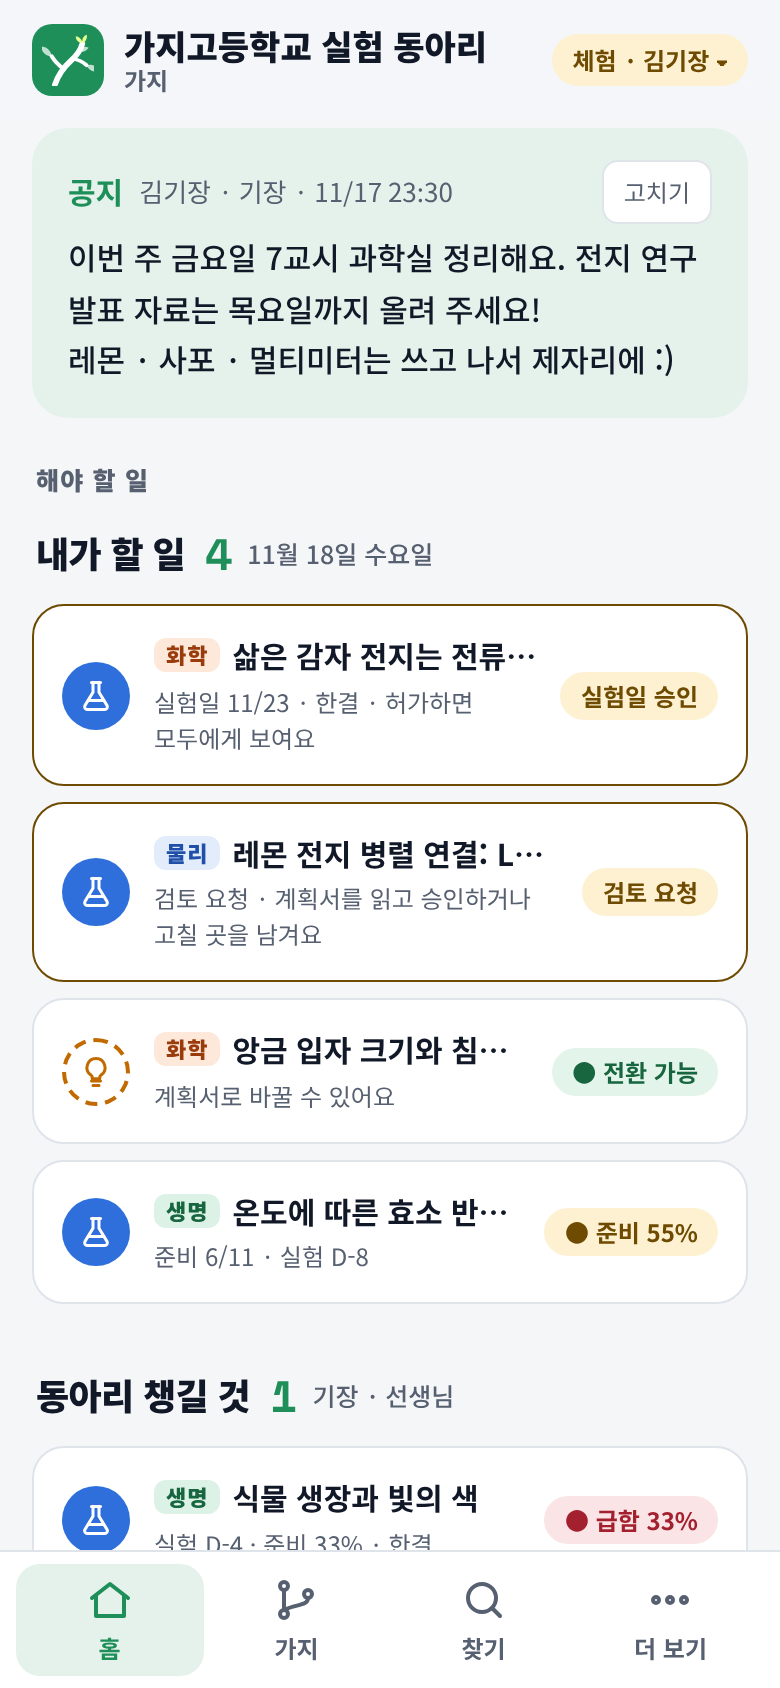 가지고등학교 실험 동아리
가지
체험 · 김기장
공지 김기장 · 기장 · 11/17 23:30
고치기
이번 주 금요일 7교시 과학실 정리해요. 전지 연구
발표 자료는 목요일까지 올려 주세요!
레몬 · 사포 · 멀티미터는 쓰고 나서 제자리에 :)
해야 할 일
내가 할 일 4 11월 18일 수요일
화학 삶은 감자 전지는 전류…
실험일 11/23 · 한결 · 허가하면
모두에게 보여요
실험일 승인
물리 레몬 전지 병렬 연결: L…
검토 요청 · 계획서를 읽고 승인하거나
고칠 곳을 남겨요
검토 요청
화학 앙금 입자 크기와 침…
계획서로 바꿀 수 있어요
● 전환 가능
생명 온도에 따른 효소 반…
준비 6/11 · 실험 D-8
● 준비 55%
동아리 챙길 것 1 기장 · 선생님
생명 식물 생장과 빛의 색
실험 D-4 · 준비 33% · 한결
● 급함 33%
홈
가지
찾기
더 보기